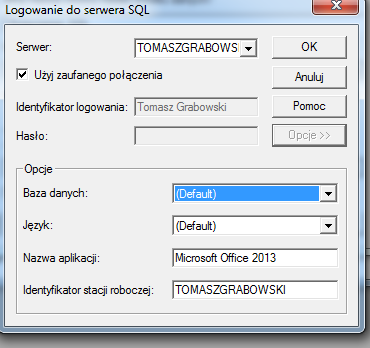 Logowanie do serwera SQL
Serwer: TOMASZGRABOWS OK
Użyj zaufanego połączenia Anuluj
Identyfikator logowania: Tomasz Grabowski Pomoc
Hasło: Opcje >>
Opcje
Baza danych: (Default)
Język: (Default)
Nazwa aplikacji: Microsoft Office 2013
Identyfikator stacji roboczej: TOMASZGRABOWSKI